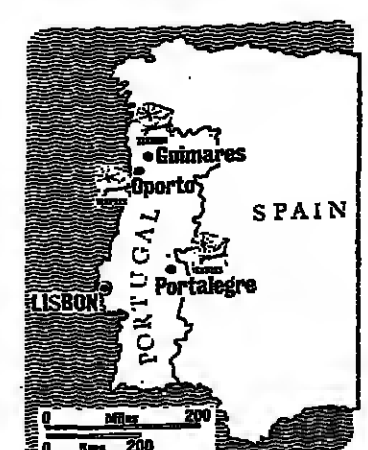 Guimares
Oporto
SPAIN
PORTUGAL
Portalegre
LISBON
0 Miles 200
0 Kms 200